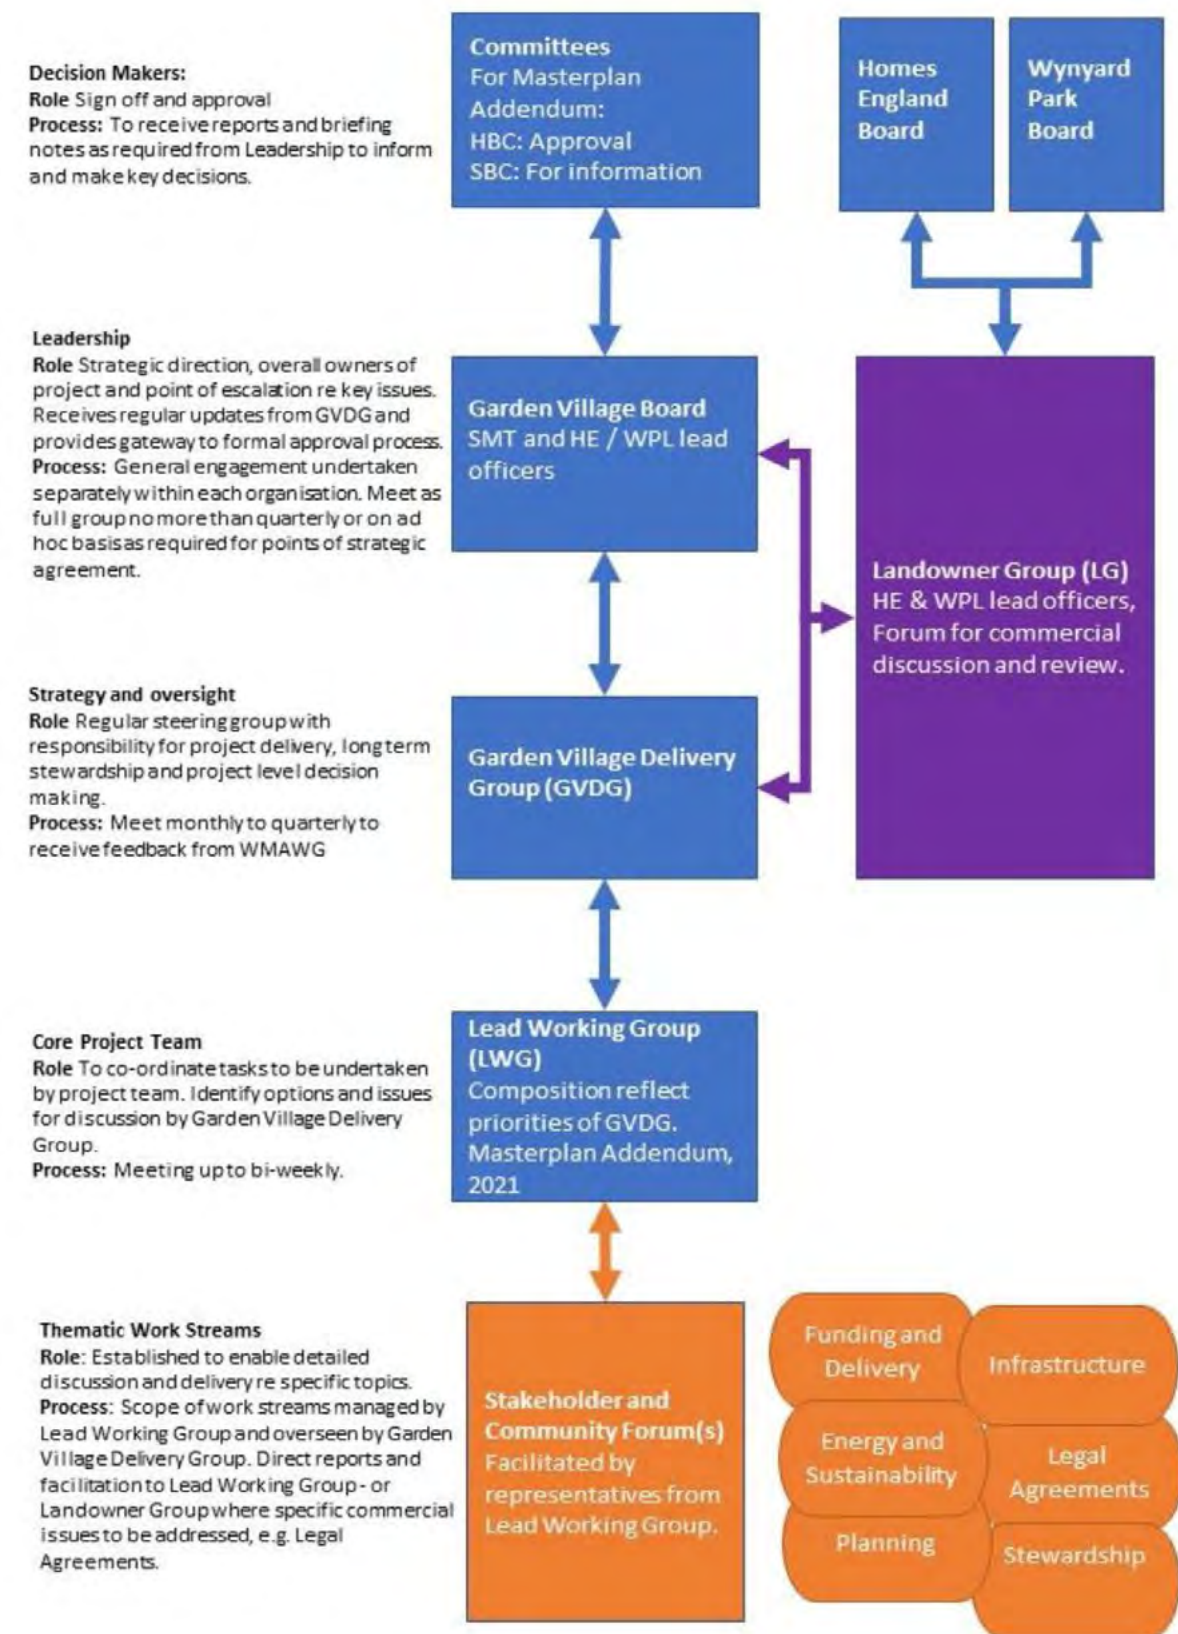 Decision Makers:
Role Sign off and approval
Process: To receive reports and briefing
notes as required from Leadership to inform
and make key decisions.
Committees
For Masterplan
Addendum:
HBC: Approval
SBC: For information
Homes
England
Board
Wynyard
Park
Board
Leadership
Role Strategic direction, overall owners of
project and point of escalation re key issues.
Receives regular updates from GVDG and
provides gateway to formal approval process.
Process: General engagement undertaken
separately within each organisation. Meet as
full group no more than quarterly or on ad
hoc basis as required for points of strategic
agreement.
Garden Village Board
SMT and HE / WPL lead
officers
Landowner Group (LG)
HE & WPL lead officers,
Forum for commercial
discussion and review.
Strategy and oversight
Role Regular steering group with
responsibility for project delivery, long term
stewardship and project level decision
making.
Process: Meet monthly to quarterly to
receive feedback from WMAWG
Garden Village Delivery
Group (GVDG)
Core Project Team
Role To co-ordinate tasks to be undertaken
by project team. Identify options and issues
for discussion by Garden Village Delivery
Group.
Process: Meeting up to bi-weekly.
Lead Working Group
(LWG)
Composition reflect
priorities of GVDG.
Masterplan Addendum,
2021
Thematic Work Streams
Role: Established to enable detailed
discussion and delivery re specific topics.
Process: Scope of work streams managed by
Lead Working Group and overseen by Garden
Village Delivery Group. Direct reports and
facilitation to Lead Working Group - or
Landowner Group where specific commercial
issues to be addressed, e.g. Legal
Agreements.
Stakeholder and
Community Forum(s)
Facilitated by
representatives from
Lead Working Group.
Funding and
Delivery
Infrastructure
Energy and
Sustainability
Legal
Agreements
Planning
Stewardship